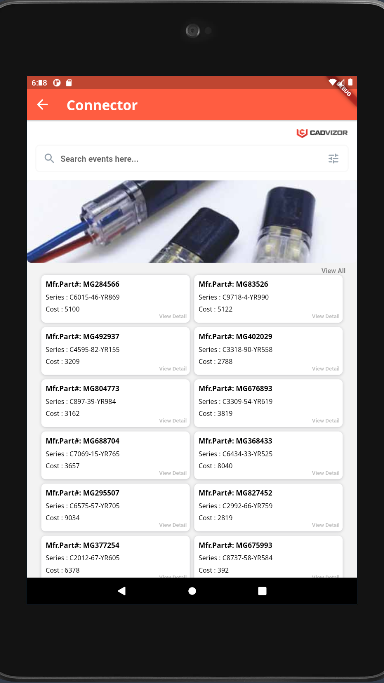 6:18
DEBUG
Connector
CADVIZOR
Search events here...
View All
Mfr.Part#: MG284566
Series : C6015-46-YR869
Cost : 5100
View Detail
Mfr.Part#: MG83526
Series : C9718-4-YR990
Cost : 5122
View Detail
Mfr.Part#: MG492937
Series : C4595-82-YR155
Cost : 3209
View Detail
Mfr.Part#: MG402029
Series : C3318-90-YR558
Cost : 2788
View Detail
Mfr.Part#: MG804773
Series : C897-39-YR984
Cost : 3162
View Detail
Mfr.Part#: MG676893
Series : C3309-54-YR619
Cost : 3819
View Detail
Mfr.Part#: MG688704
Series : C7069-15-YR765
Cost : 3657
View Detail
Mfr.Part#: MG368433
Series : C6434-33-YR525
Cost : 8040
View Detail
Mfr.Part#: MG295507
Series : C6575-57-YR705
Cost : 9034
View Detail
Mfr.Part#: MG827452
Series : C2992-66-YR759
Cost : 2819
View Detail
Mfr.Part#: MG377254
Series : C2012-67-YR605
Cost : 6378
View Detail
Mfr.Part#: MG675993
Series : C8737-58-YR584
Cost : 392
View Detail